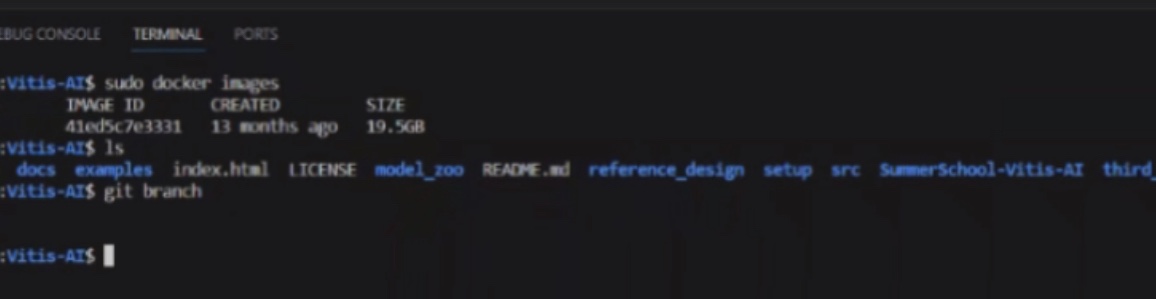 EBUG CONSOLE TERMINAL PORTS
:Vitis-AI$ sudo docker images
IMAGE ID CREATED SIZE
41ed5c7e3331 13 months ago 19.5GB
:Vitis-AI$ ls
docs examples index.html LICENSE model_zoo README.md reference_design setup src SummerSchool-Vitis-AI third_
:Vitis-AI$ git branch
:Vitis-AI$